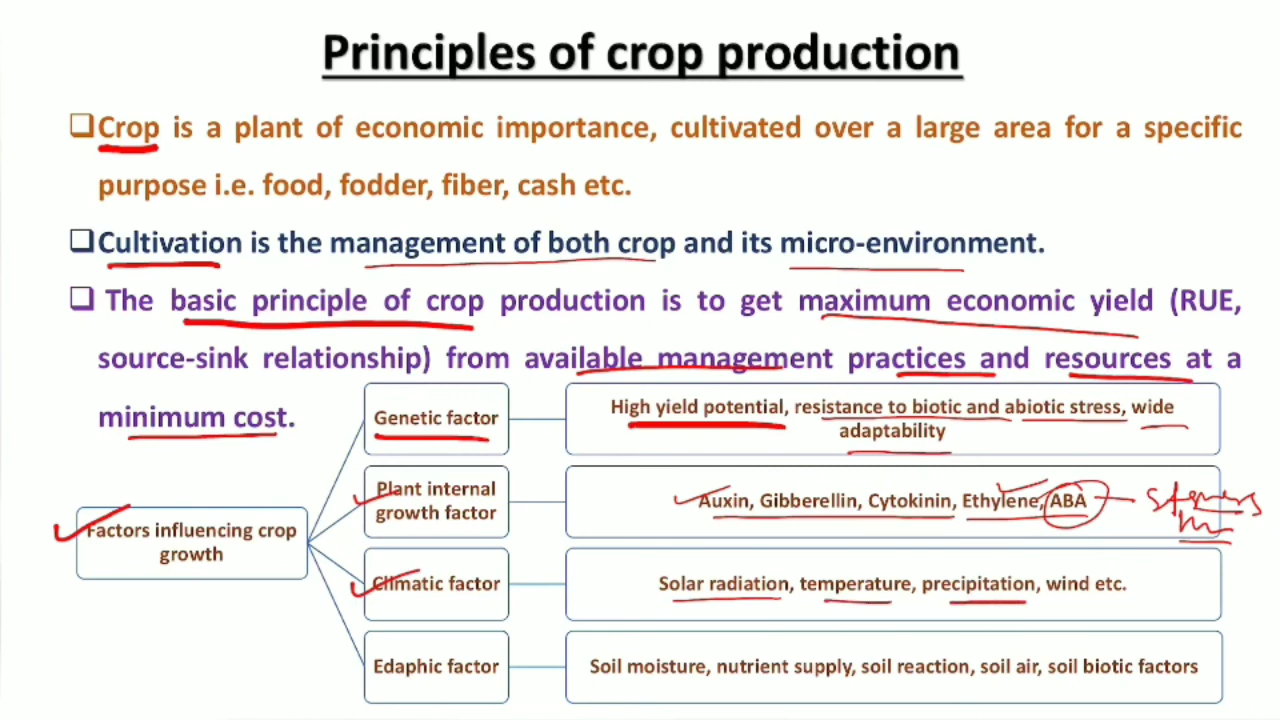 Principles of crop production
Crop is a plant of economic importance, cultivated over a large area for a specific
purpose i.e. food, fodder, fiber, cash etc.
Cultivation is the management of both crop and its micro-environment.
The basic principle of crop production is to get maximum economic yield (RUE,
source-sink relationship) from available management practices and resources at a
minimum cost.
Factors influencing crop
growth
Genetic factor
High yield potential, resistance to biotic and abiotic stress, wide
adaptability
Plant internal
growth factor
Auxin, Gibberellin, Cytokinin, Ethylene, ABA
Climatic factor
Solar radiation, temperature, precipitation, wind etc.
Edaphic factor
Soil moisture, nutrient supply, soil reaction, soil air, soil biotic factors